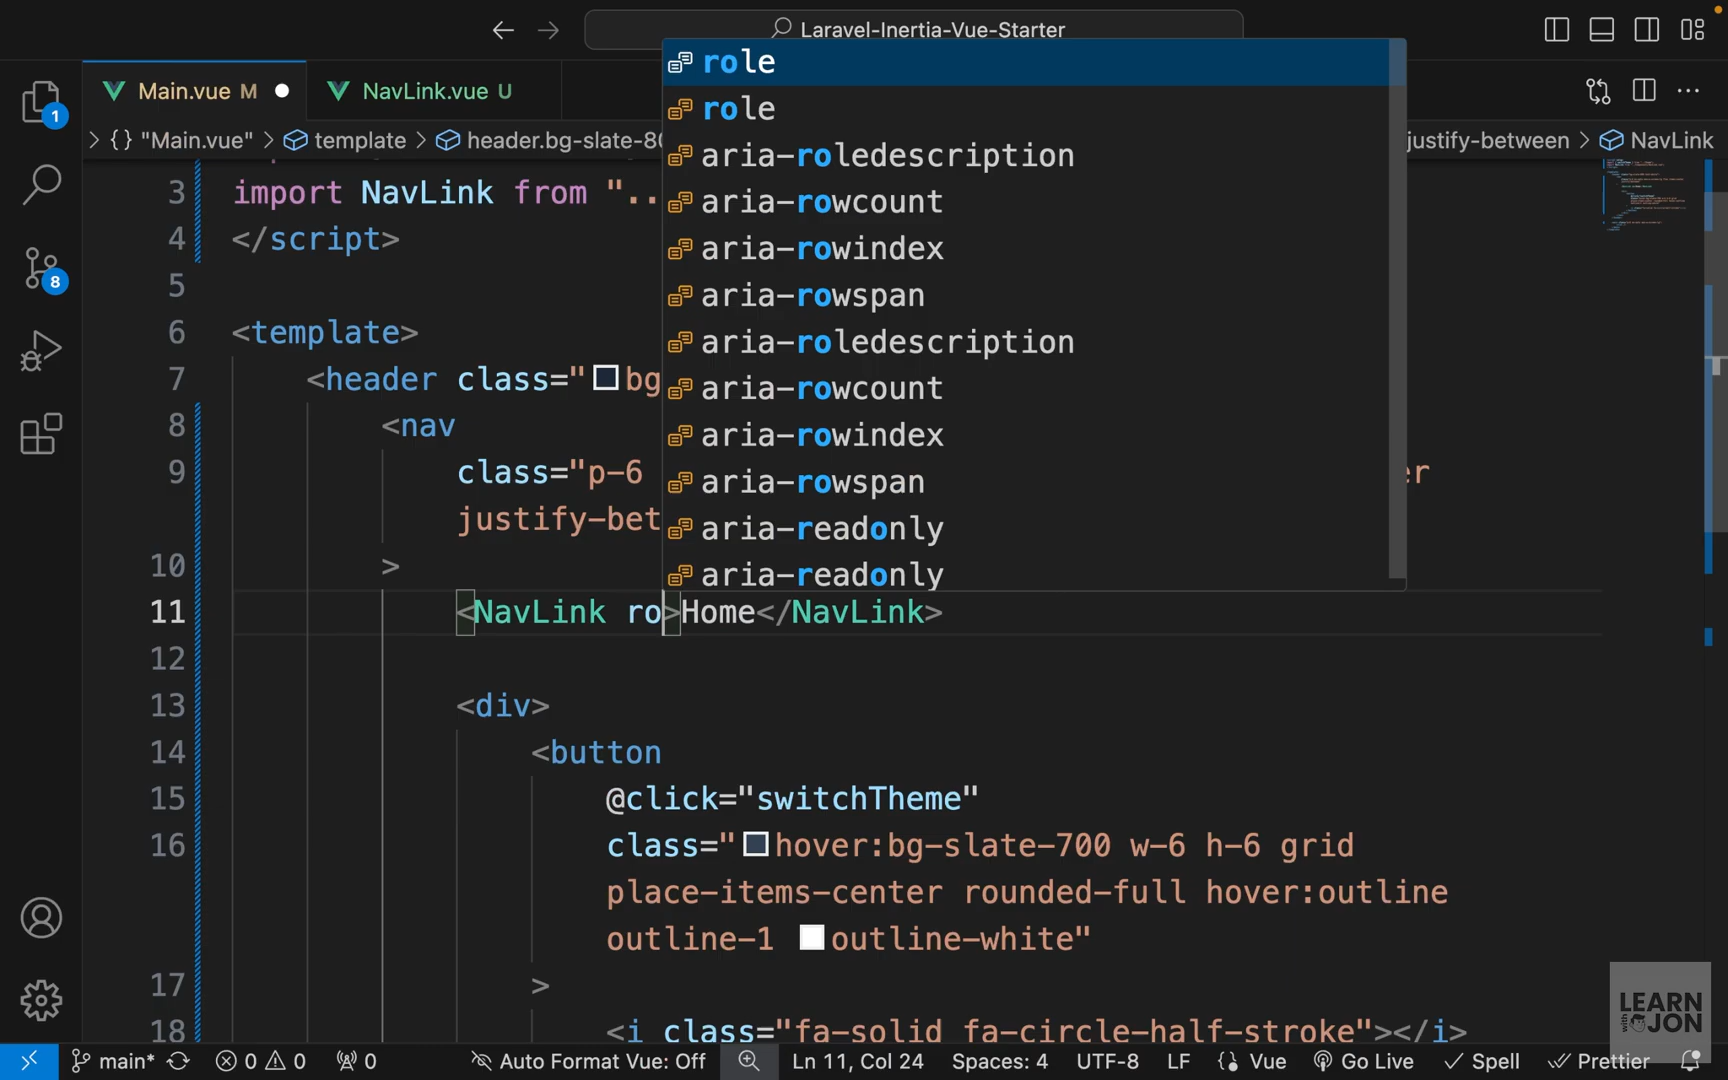 Laravel-Inertia-Vue-Starter
Main.vue M
NavLink.vue U
"Main.vue" > template > header.bg-slate-80
justify-between > NavLink
1
8
role
role
aria-roledescription
aria-rowcount
aria-rowindex
aria-rowspan
aria-roledescription
aria-rowcount
aria-rowindex
aria-rowspan
aria-readonly
aria-readonly
3 import NavLink from "..
4 </script>
5
6 <template>
7 <header class="bg
8 <nav
9 class="p-6 er
justify-bet
10 >
11 <NavLink ro>Home</NavLink>
12
13 <div>
14 <button
15 @click="switchTheme"
16 class="hover:bg-slate-700 w-6 h-6 grid
place-items-center rounded-full hover:outline
outline-1 outline-white"
17 >
18 <i class="fa-solid fa-circle-half-stroke"></i>
LEARN
with
JON
main* 0 0 0 Auto Format Vue: Off Ln 11, Col 24 Spaces: 4 UTF-8 LF {} Vue Go Live Spell Prettier